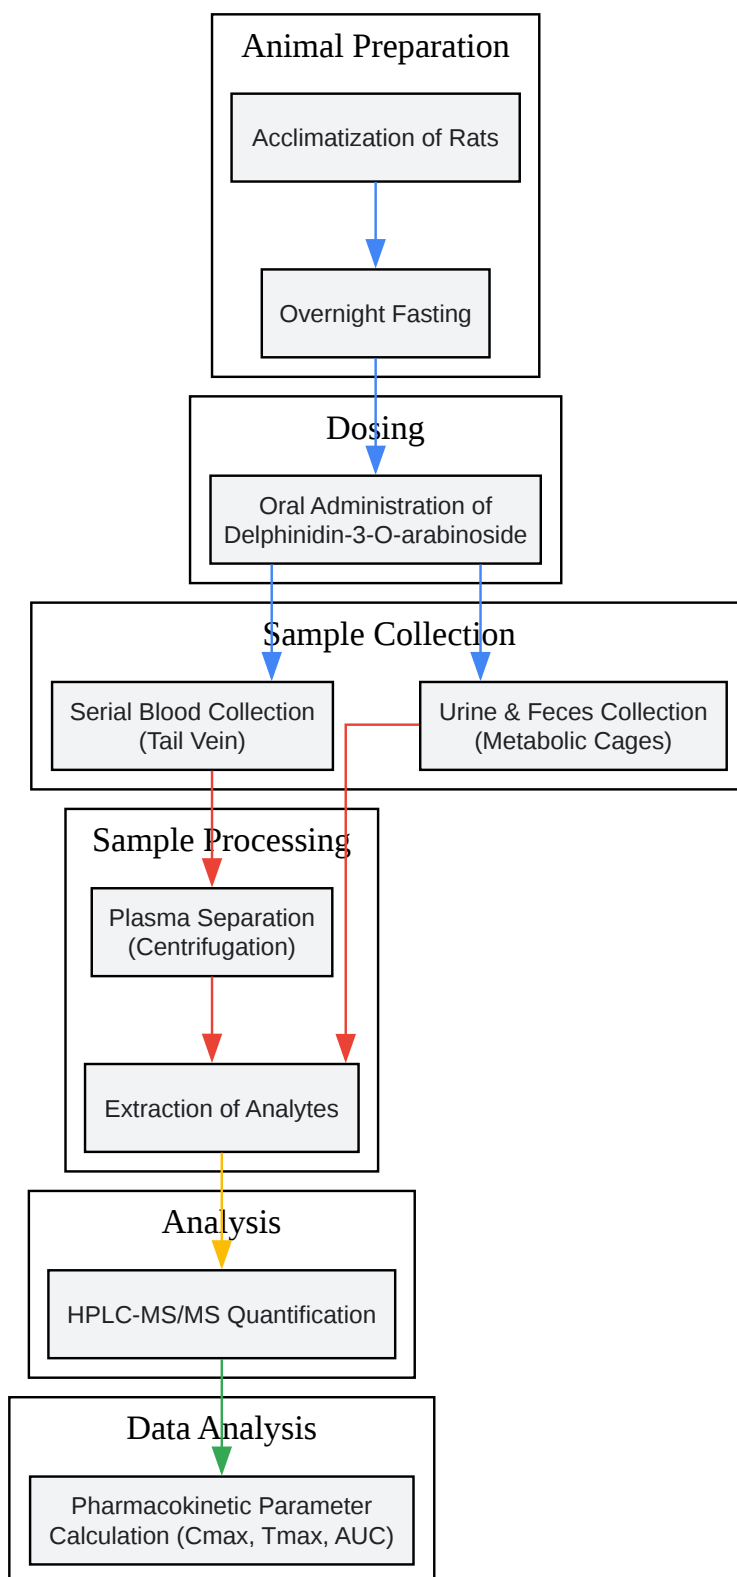 Animal Preparation
Acclimatization of Rats
Overnight Fasting
Dosing
Oral Administration of
Delphinidin-3-O-arabinoside
Sample Collection
Serial Blood Collection
(Tail Vein)
Urine & Feces Collection
(Metabolic Cages)
Sample Processing
Plasma Separation
(Centrifugation)
Extraction of Analytes
Analysis
HPLC-MS/MS Quantification
Data Analysis
Pharmacokinetic Parameter
Calculation (Cmax, Tmax, AUC)